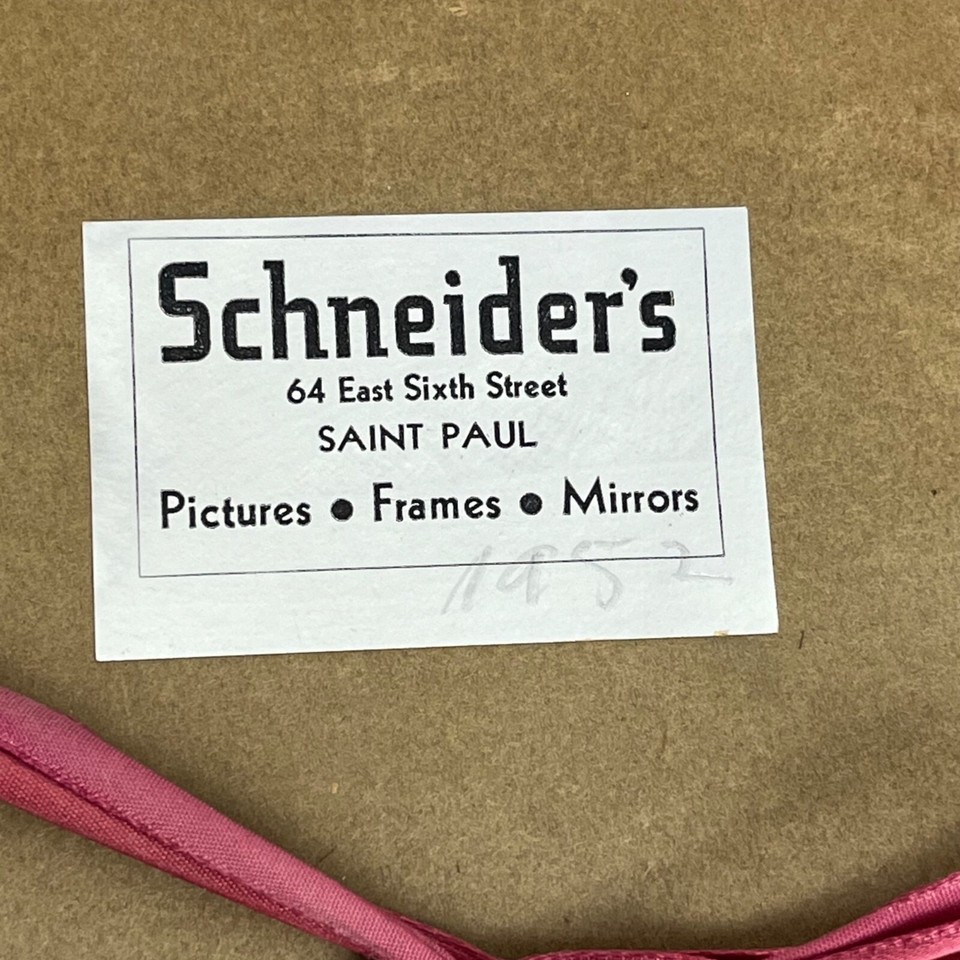 Schneider's
64 East Sixth Street
SAINT PAUL
Pictures • Frames • Mirrors
1952